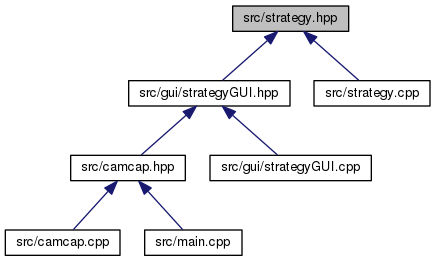 src/strategy.hpp
src/gui/strategyGUI.hpp
src/strategy.cpp
src/camcap.hpp
src/gui/strategyGUI.cpp
src/camcap.cpp
src/main.cpp